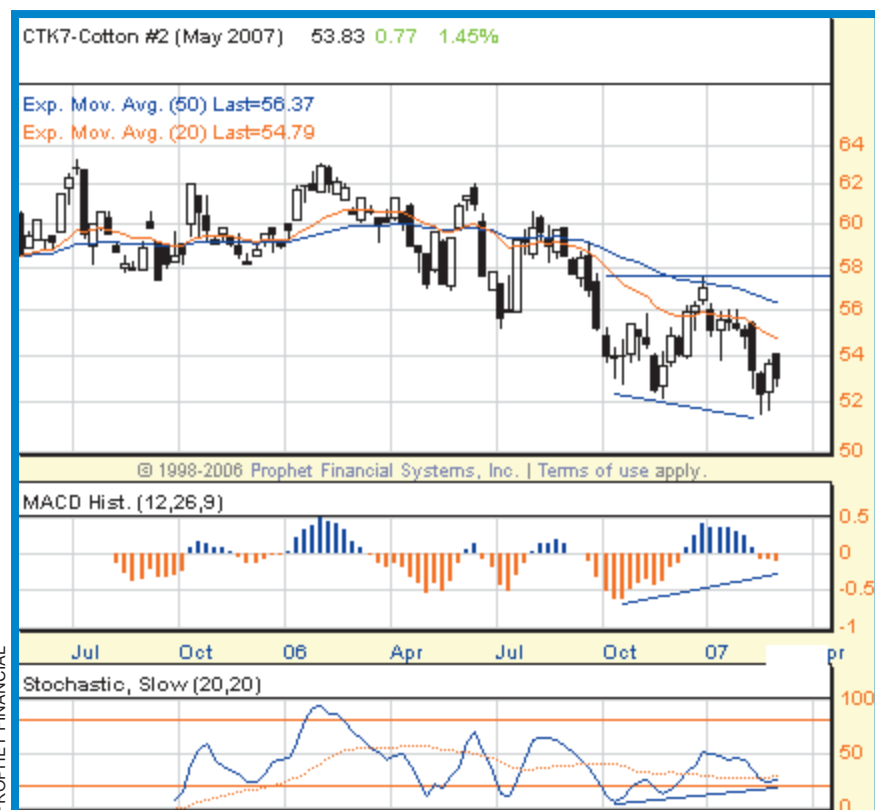 CTK7-Cotton #2 (May 2007) 53.83 0.77 1.45%
Exp. Mov. Avg. (50) Last=56.37
Exp. Mov. Avg. (20) Last=54.79
64
62
60
58
56
54
52
50
© 1998-2006 Prophet Financial Systems, Inc. | Terms of use apply.
MACD Hist. (12,26,9)
0.5
0
-0.5
-1
Jul Oct 06 Apr Jul Oct 07 pr
Stochastic, Slow (20,20)
100
50
0
PROPHET FINANCIAL